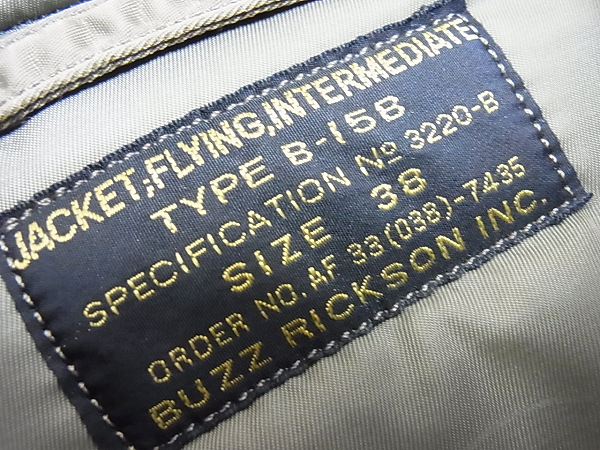 JACKET,FLYING,INTERMEDIATE
TYPE B-15B
SPECIFICATION Nº 3220-B
SIZE 38
ORDER NO. AF 33(038)-7435
BUZZ RICKSON INC.